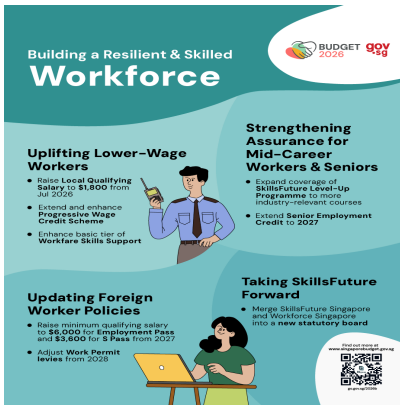 Building a Resilient & Skilled
Workforce
BUDGET
2026
gov
.sg
Uplifting Lower-Wage
Workers
• Raise Local Qualifying
Salary to $1,800 from
Jul 2026
• Extend and enhance
Progressive Wage
Credit Scheme
• Enhance basic tier of
Workfare Skills Support
Strengthening
Assurance for
Mid-Career
Workers & Seniors
• Expand coverage of
SkillsFuture Level-Up
Programme to more
industry-relevant courses
• Extend Senior Employment
Credit to 2027
Updating Foreign
Worker Policies
• Raise minimum qualifying salary
to $6,000 for Employment Pass
and $3,600 for S Pass from 2027
• Adjust Work Permit
levies from 2028
Taking SkillsFuture
Forward
• Merge SkillsFuture Singapore
and Workforce Singapore
into a new statutory board
Find out more at
www.singaporebudget.gov.sg